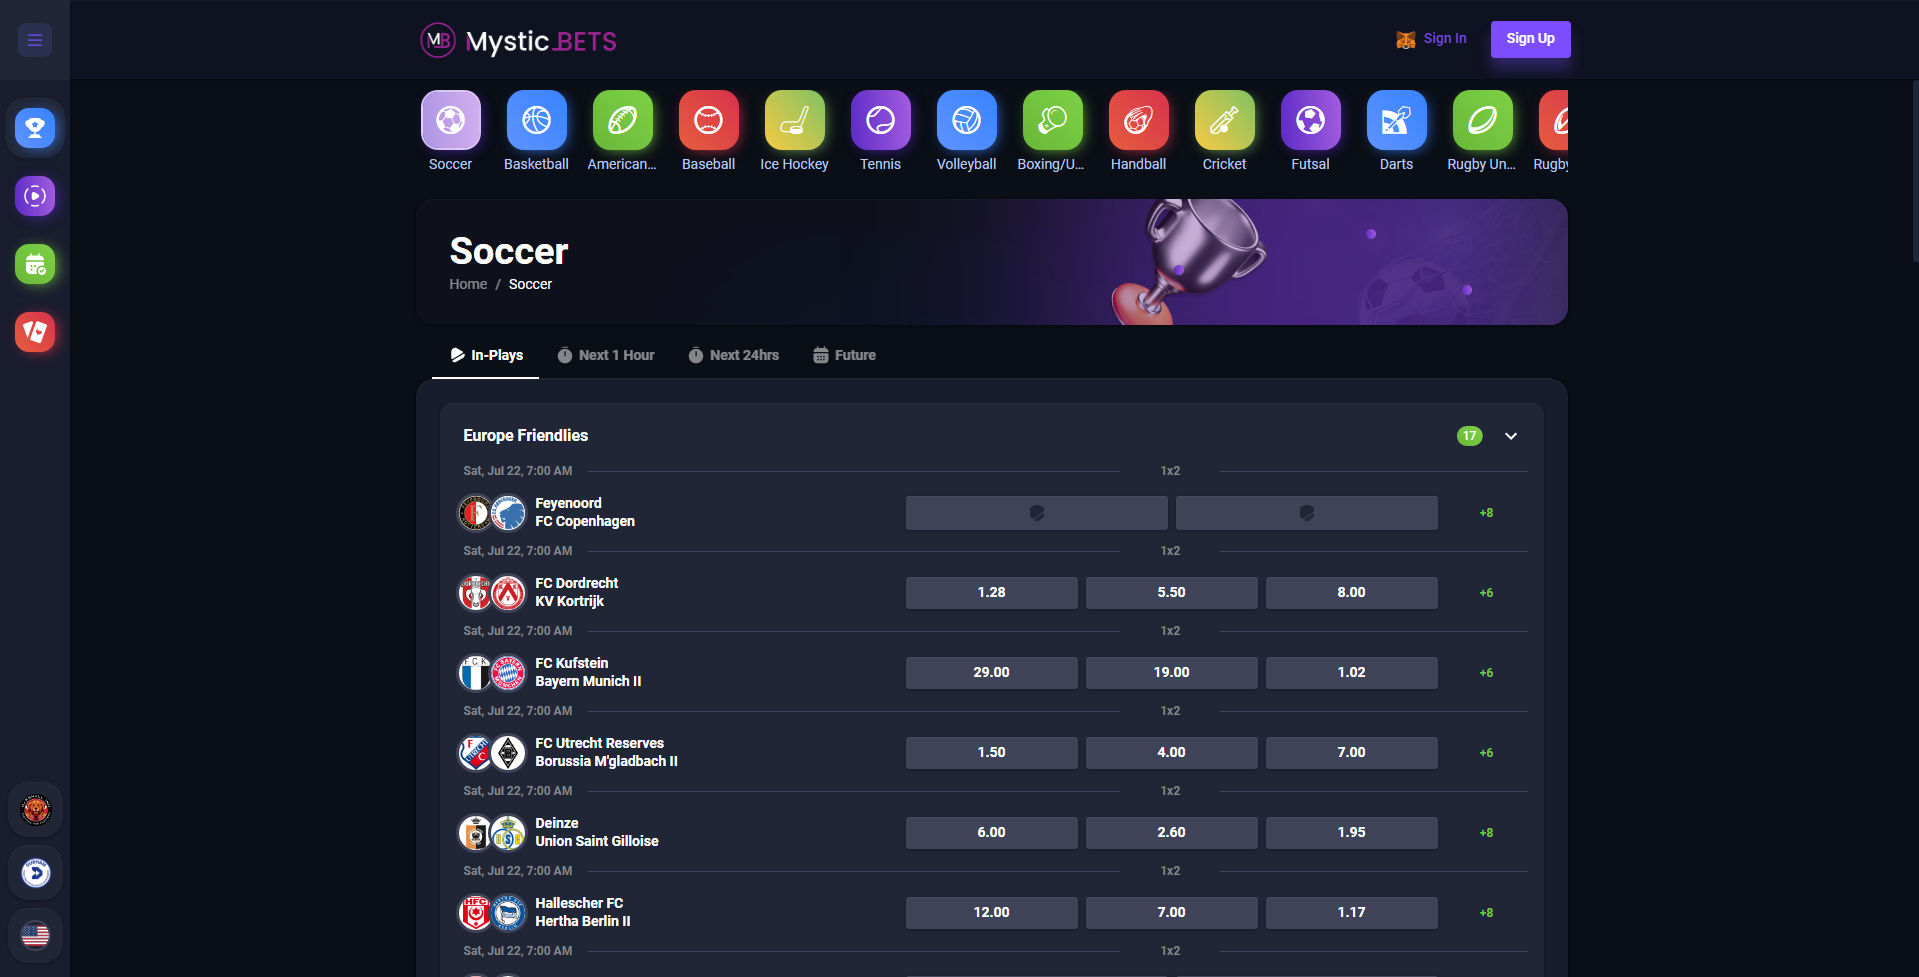 MB Mystic.BETS
Sign In
Sign Up
Soccer
Basketball
American...
Baseball
Ice Hockey
Tennis
Volleyball
Boxing/U...
Handball
Cricket
Futsal
Darts
Rugby Un...
Rugby
Soccer
Home / Soccer
In-Plays
Next 1 Hour
Next 24hrs
Future
Europe Friendlies
17
Sat, Jul 22, 7:00 AM 1x2
Feyenoord
FC Copenhagen
+8
Sat, Jul 22, 7:00 AM 1x2
FC Dordrecht
KV Kortrijk
1.28 5.50 8.00 +6
Sat, Jul 22, 7:00 AM 1x2
FC Kufstein
Bayern Munich II
29.00 19.00 1.02 +6
Sat, Jul 22, 7:00 AM 1x2
FC Utrecht Reserves
Borussia M'gladbach II
1.50 4.00 7.00 +6
Sat, Jul 22, 7:00 AM 1x2
Deinze
Union Saint Gilloise
6.00 2.60 1.95 +8
Sat, Jul 22, 7:00 AM 1x2
Hallescher FC
Hertha Berlin II
12.00 7.00 1.17 +8
Sat, Jul 22, 7:00 AM 1x2